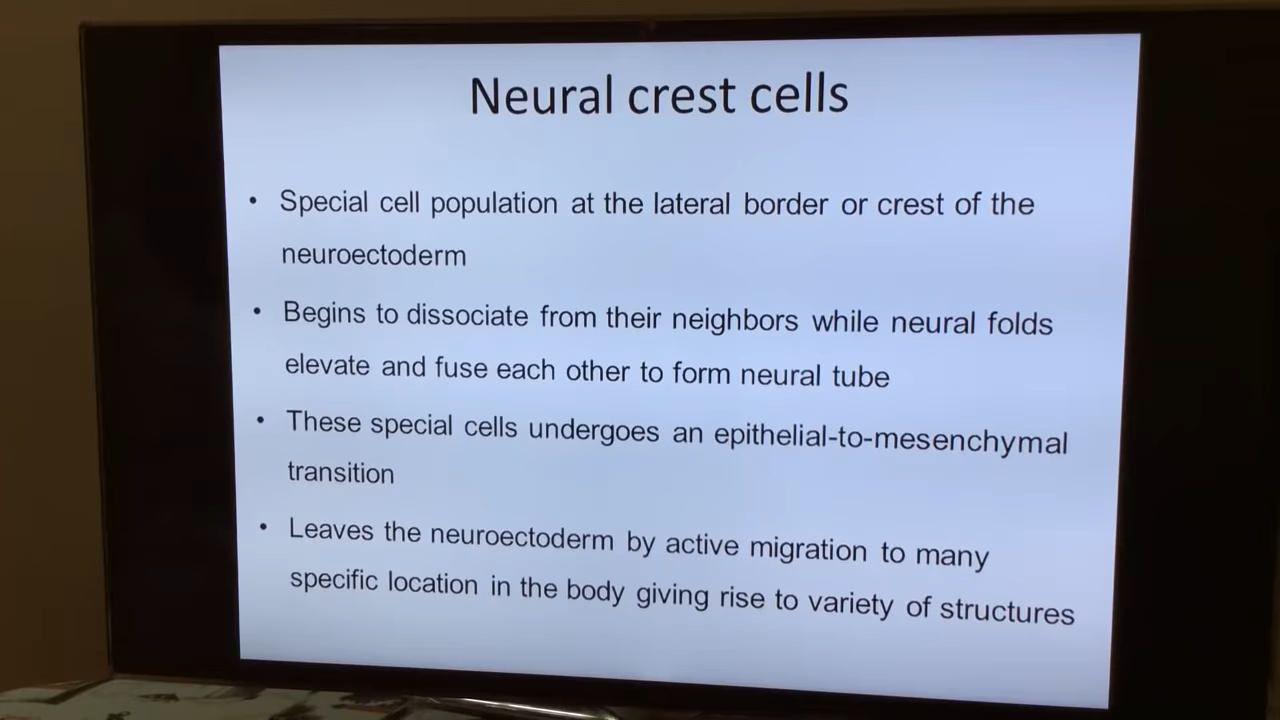 Neural crest cells
• Special cell population at the lateral border or crest of the
neuroectoderm
• Begins to dissociate from their neighbors while neural folds
elevate and fuse each other to form neural tube
• These special cells undergoes an epithelial-to-mesenchymal
transition
• Leaves the neuroectoderm by active migration to many
specific location in the body giving rise to variety of structures